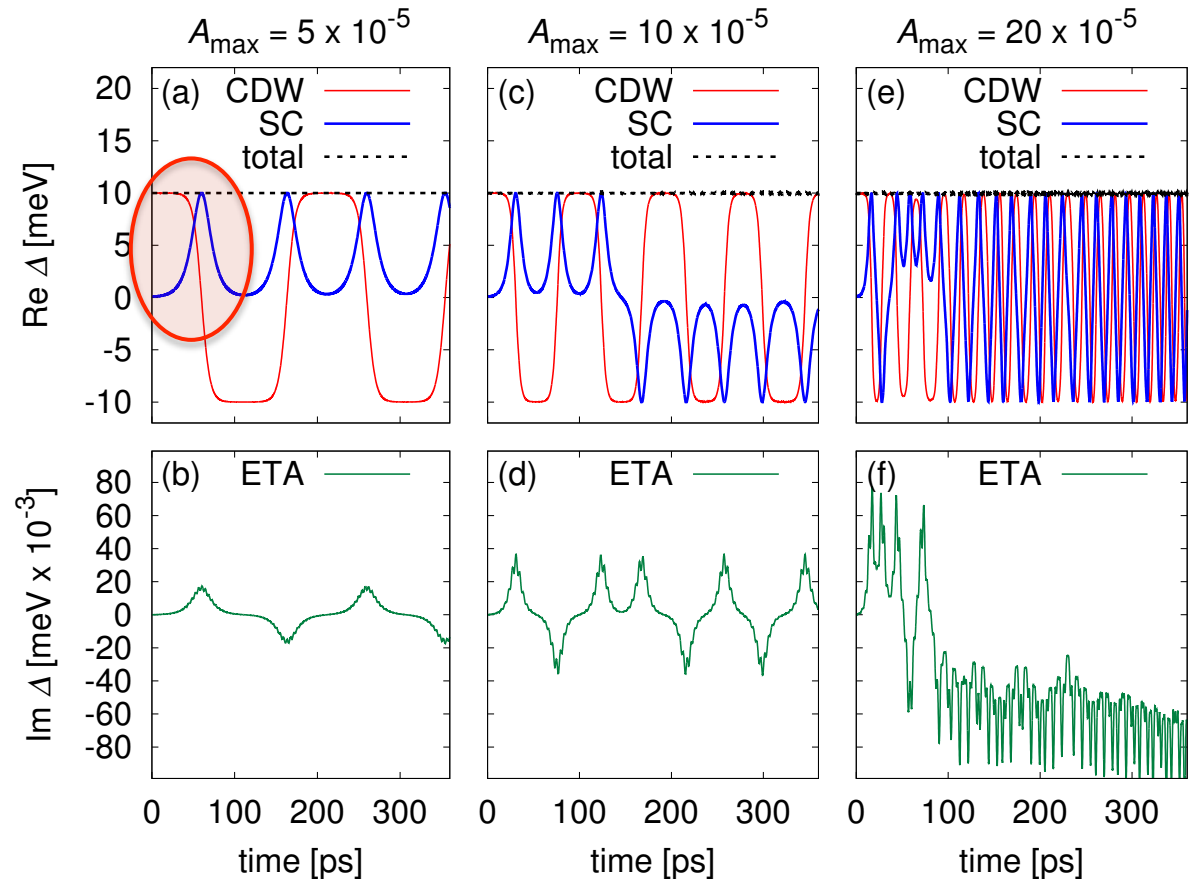 A_max = 5 x 10^-5
A_max = 10 x 10^-5
A_max = 20 x 10^-5
(a) CDW
SC
total
(c) CDW
SC
total
(e) CDW
SC
total
20
15
10
5
0
-5
-10
Re Δ [meV]
(b) ETA
(d) ETA
(f) ETA
80
60
40
20
0
-20
-40
-60
-80
Im Δ [meV x 10^-3]
0 100 200 300
0 100 200 300
0 100 200 300
time [ps]
time [ps]
time [ps]